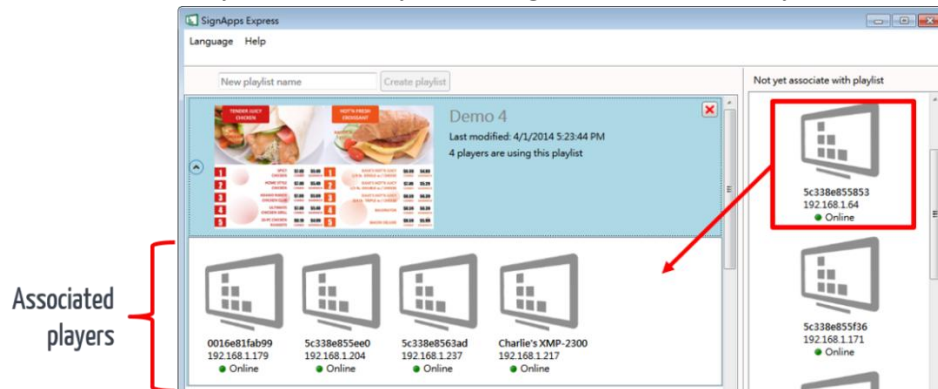 SignApps Express
Language Help
New playlist name Create playlist
Not yet associate with playlist
TENDER JUICY
CHICKEN
Demo 4
Last modified: 4/1/2014 5:23:44 PM
4 players are using this playlist
5c338e855853
192.168.1.64
Online
Associated
players
0016e81fab99
192.168.1.179
Online
5c338e855ee0
192.168.1.204
Online
5c338e8563ad
192.168.1.237
Online
Charlie's XMP-2300
192.168.1.217
Online
5c338e855f36
192.168.1.171
Online